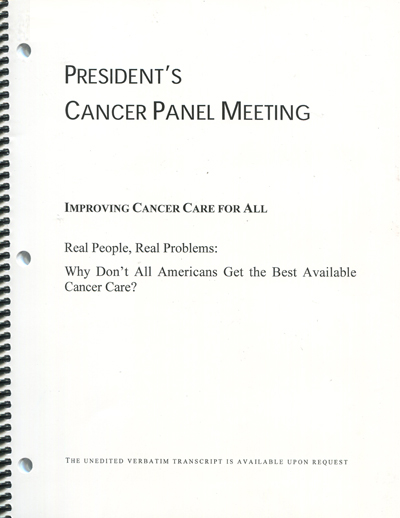 PRESIDENT'S
CANCER PANEL MEETING
IMPROVING CANCER CARE FOR ALL
Real People, Real Problems:
Why Don't All Americans Get the Best Available
Cancer Care?
THE UNEDITED VERBATIM TRANSCRIPT IS AVAILABLE UPON REQUEST